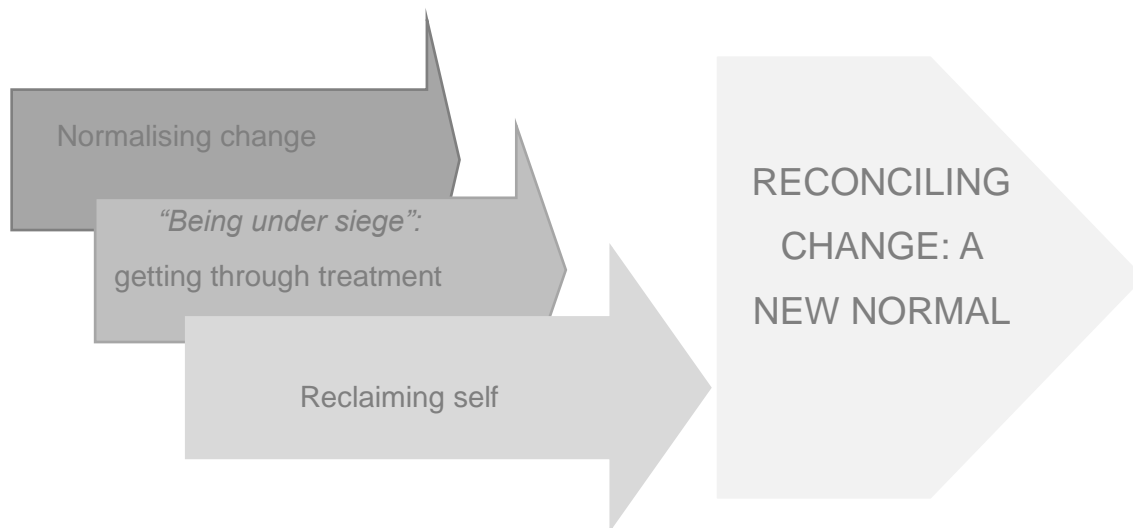 Normalising change
“Being under siege”:
getting through treatment
Reclaiming self
RECONCILING
CHANGE: A
NEW NORMAL